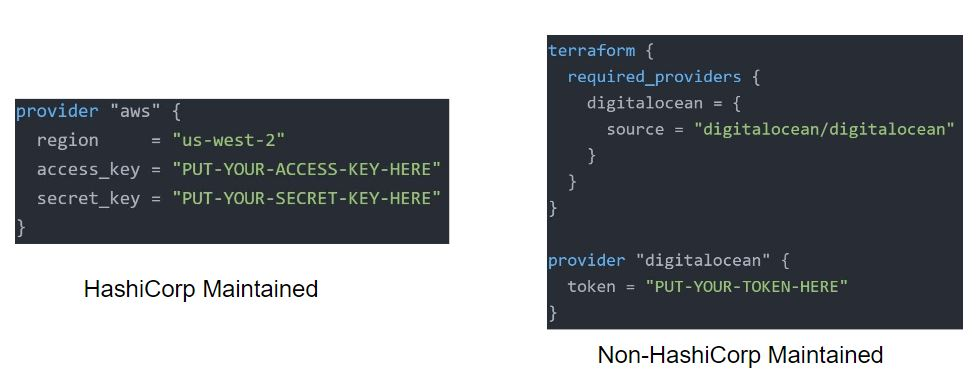 provider "aws" {
  region     = "us-west-2"
  access_key = "PUT-YOUR-ACCESS-KEY-HERE"
  secret_key = "PUT-YOUR-SECRET-KEY-HERE"
}
HashiCorp Maintained
terraform {
  required_providers {
    digitalocean = {
      source = "digitalocean/digitalocean"
    }
  }
}

provider "digitalocean" {
  token = "PUT-YOUR-TOKEN-HERE"
}
Non-HashiCorp Maintained